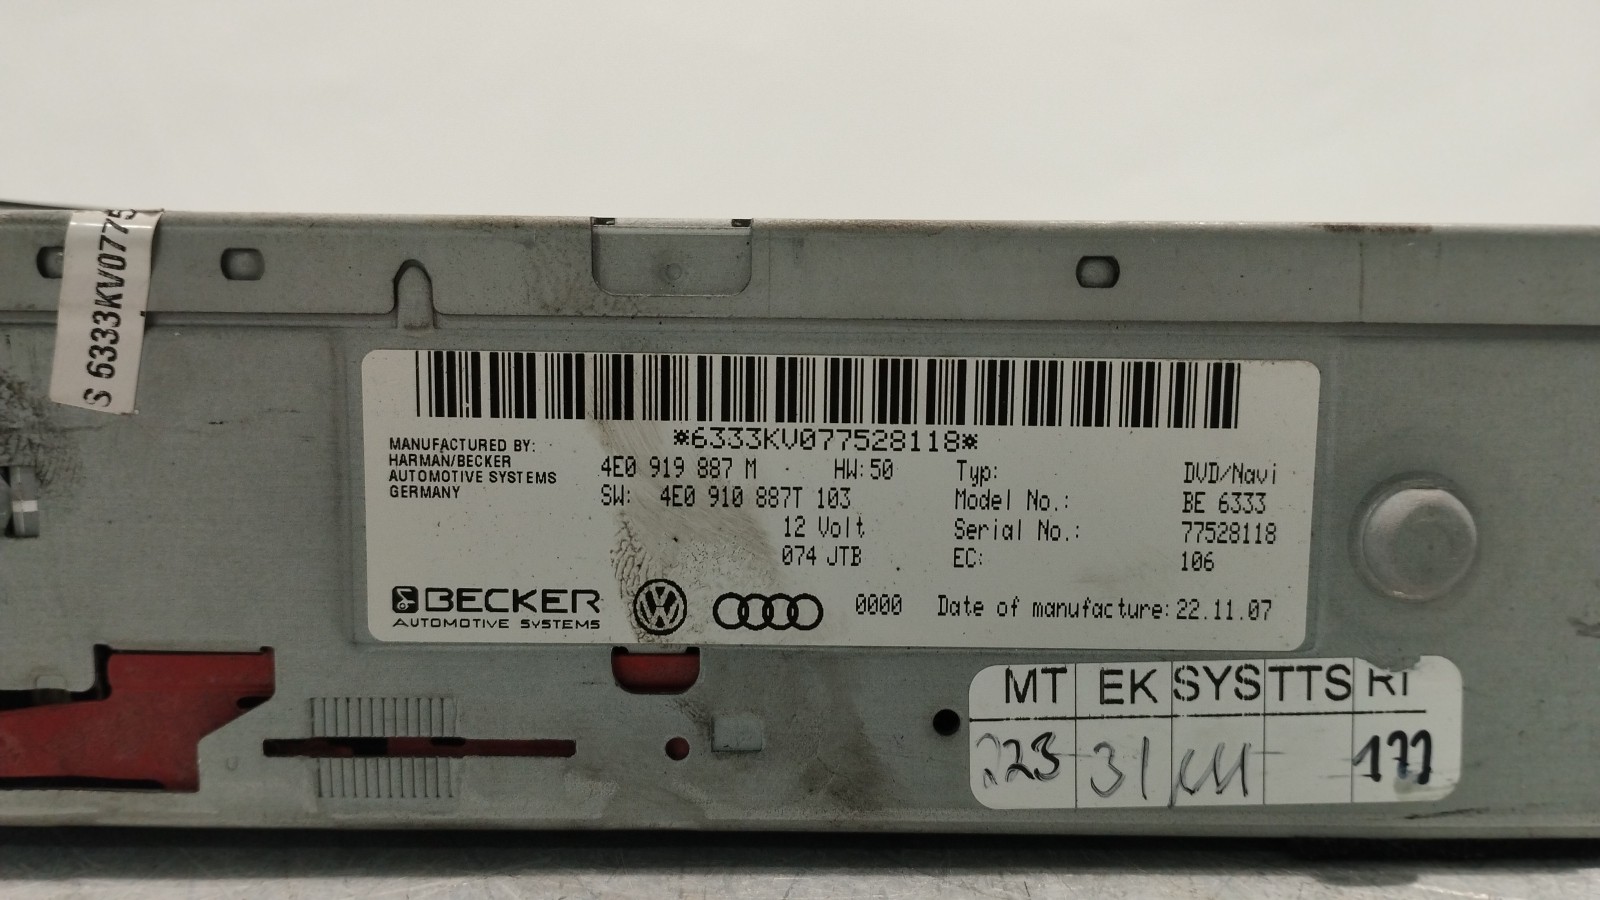 S 6333KV0775
*6333KV077528118*
MANUFACTURED BY:
HARMAN/BECKER
AUTOMOTIVE SYSTEMS
GERMANY
4E0 919 887 M HW:50
SW: 4E0 910 887T 103
12 Volt
074 JTB
Typ: DVD/Navi
Model No.: BE 6333
Serial No.: 77528118
EC: 106
BECKER
AUTOMOTIVE SYSTEMS
0000 Date of manufacture: 22.11.07
MT EK SYS TTS RI
223 31